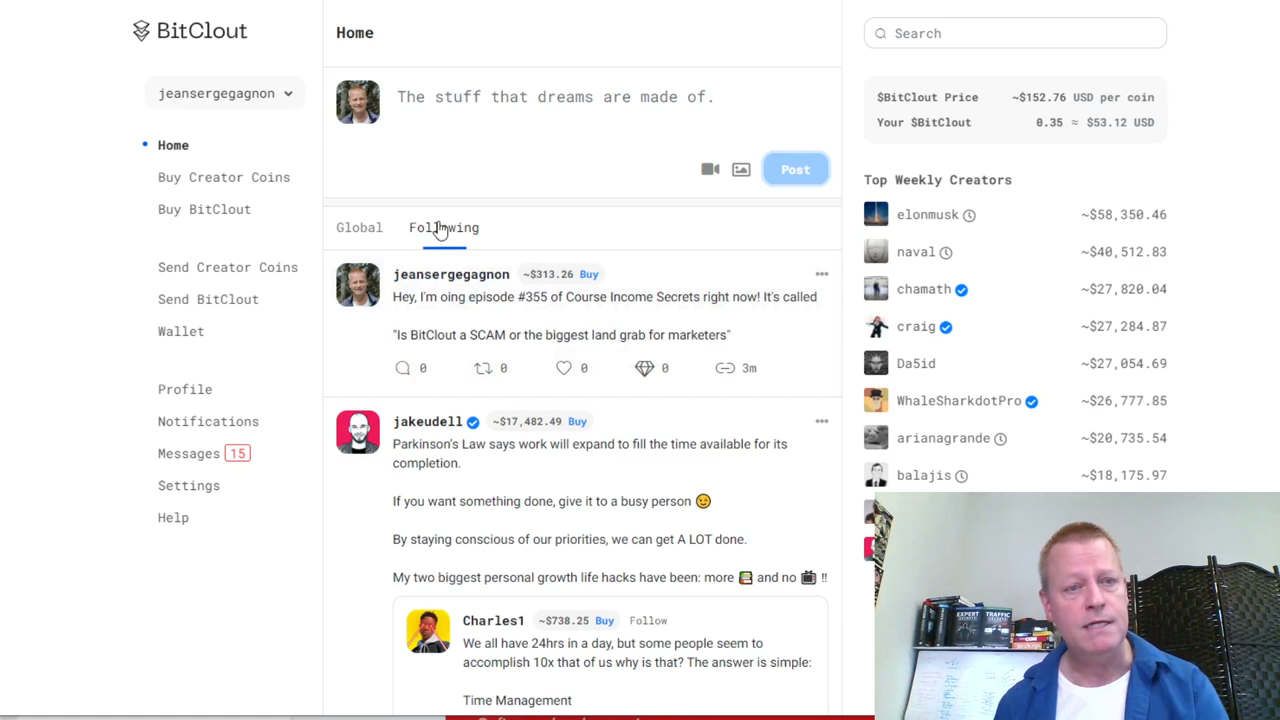 BitClout
jeansergegagnon
Home
Buy Creator Coins
Buy BitClout
Send Creator Coins
Send BitClout
Wallet
Profile
Notifications
Messages 15
Settings
Help
Home
The stuff that dreams are made of.
Post
Global Following
jeansergegagnon ~$313.26 Buy
Hey, I'm oing episode #355 of Course Income Secrets right now! It's called
"Is BitClout a SCAM or the biggest land grab for marketers"
0 0 0 0 3m
jakeudell ~$17,482.49 Buy
Parkinson's Law says work will expand to fill the time available for its
completion.
If you want something done, give it to a busy person 😉
By staying conscious of our priorities, we can get A LOT done.
My two biggest personal growth life hacks have been: more 📚 and no 📺 ‼
Charles1 ~$738.25 Buy Follow
We all have 24hrs in a day, but some people seem to
accomplish 10x that of us why is that? The answer is simple:
Time Management
Search
$BitClout Price ~$152.76 USD per coin
Your $BitClout 0.35 ≈ $53.12 USD
Top Weekly Creators
elonmusk ~$58,350.46
naval ~$40,512.83
chamath ~$27,820.04
craig ~$27,284.87
Da5id ~$27,054.69
WhaleSharkdotPro ~$26,777.85
arianagrande ~$20,735.54
balajis ~$18,175.97
EXPERT
SECRETS
TRAFFIC
SECRETS